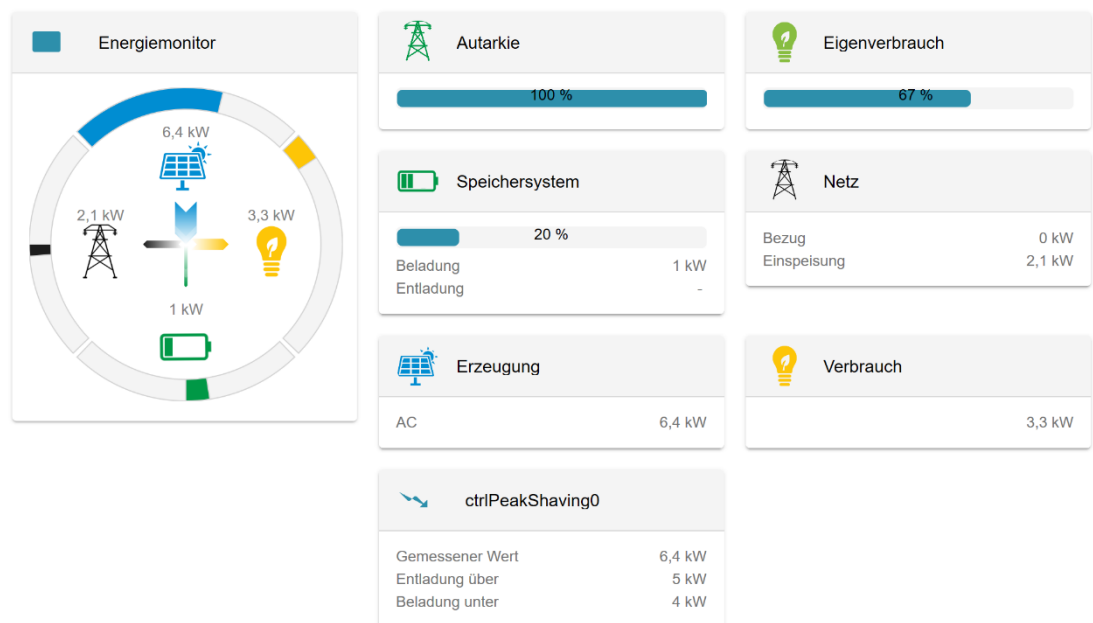 Energiemonitor
6,4 kW
2,1 kW
3,3 kW
1 kW
Autarkie
100 %
Eigenverbrauch
67 %
Speichersystem
20 %
Beladung 1 kW
Entladung -
Netz
Bezug 0 kW
Einspeisung 2,1 kW
Erzeugung
AC 6,4 kW
Verbrauch
3,3 kW
ctrlPeakShaving0
Gemessener Wert 6,4 kW
Entladung über 5 kW
Beladung unter 4 kW